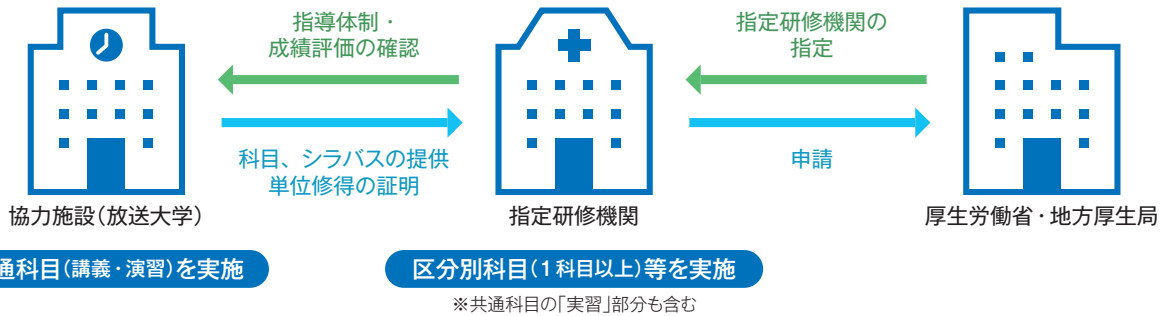 指導体制・
成績評価の確認
指定研修機関の
指定
科目、シラバスの提供
単位修得の証明
申請
協力施設(放送大学)
指定研修機関
厚生労働省・地方厚生局
通科目(講義・演習)を実施
区分別科目(1科目以上)等を実施
※共通科目の「実習」部分も含む